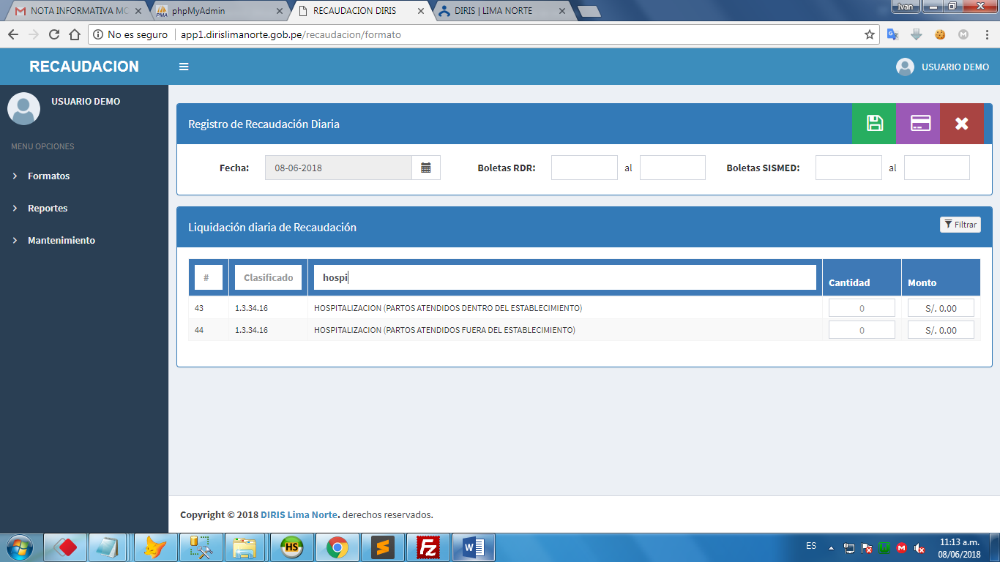 NOTA INFORMATIVA MO
phpMyAdmin
RECAUDACION DIRIS
DIRIS | LIMA NORTE
Ivan
No es seguro | app1.dirislimanorte.gob.pe/recaudacion/formato
RECAUDACION
USUARIO DEMO
USUARIO DEMO
MENU OPCIONES
Formatos
Reportes
Mantenimiento
Registro de Recaudación Diaria
Fecha: 08-06-2018 Boletas RDR: al Boletas SISMED: al
Liquidación diaria de Recaudación
Filtrar
# Clasificado hospi Cantidad Monto
43 1.3.34.16 HOSPITALIZACION (PARTOS ATENDIDOS DENTRO DEL ESTABLECIMIENTO) 0 S/. 0.00
44 1.3.34.16 HOSPITALIZACION (PARTOS ATENDIDOS FUERA DEL ESTABLECIMIENTO) 0 S/. 0.00
Copyright © 2018 DIRIS Lima Norte. derechos reservados.
HS
Fz
W
ES
M
11:13 a.m.
08/06/2018